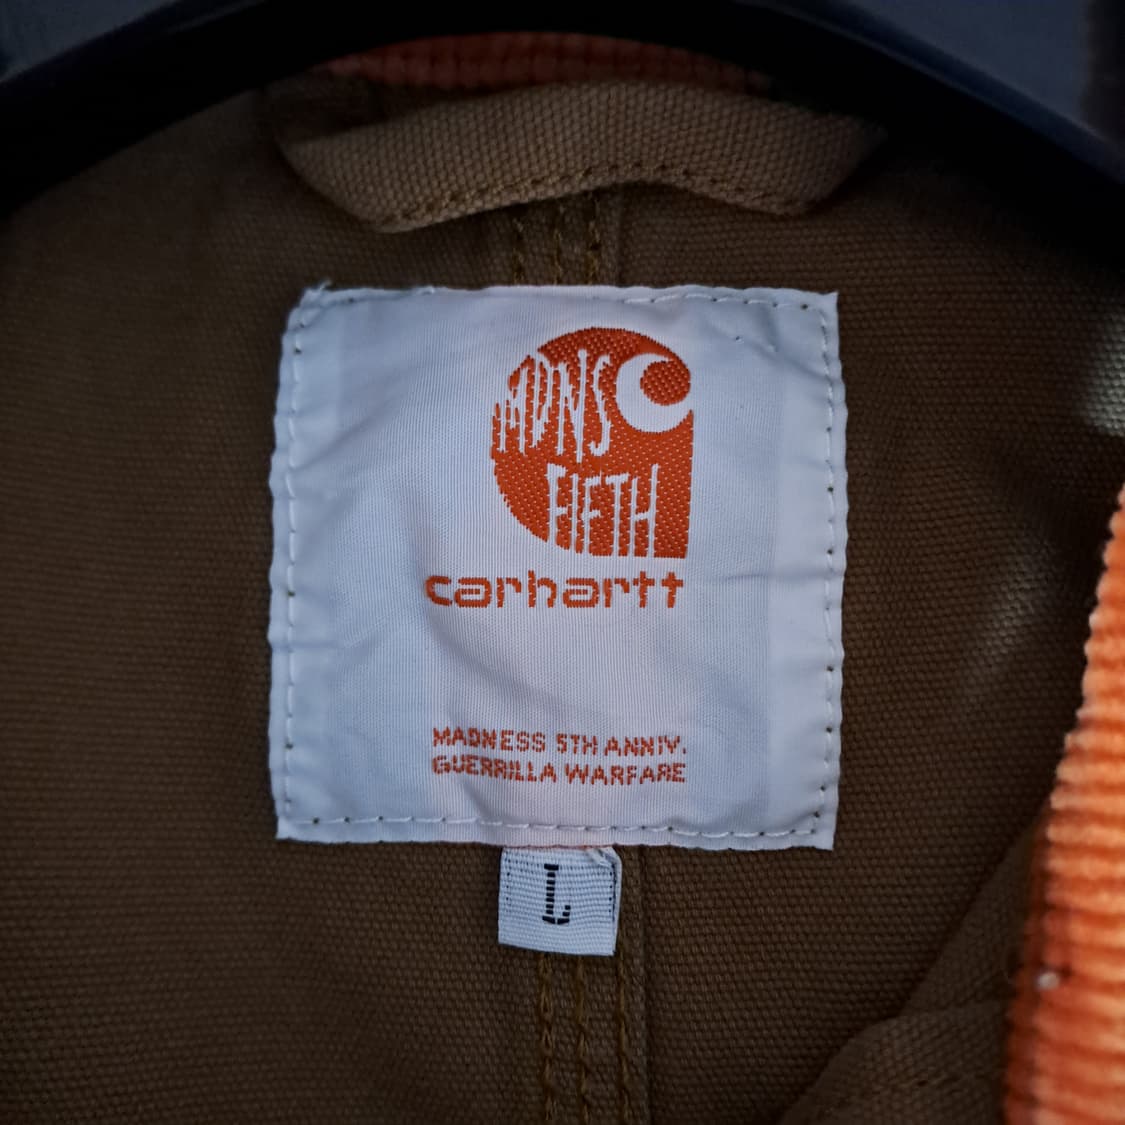 MDNS
FIFTH
carhartt
MADNESS 5TH ANNIV.
GUERRILLA WARFARE
L